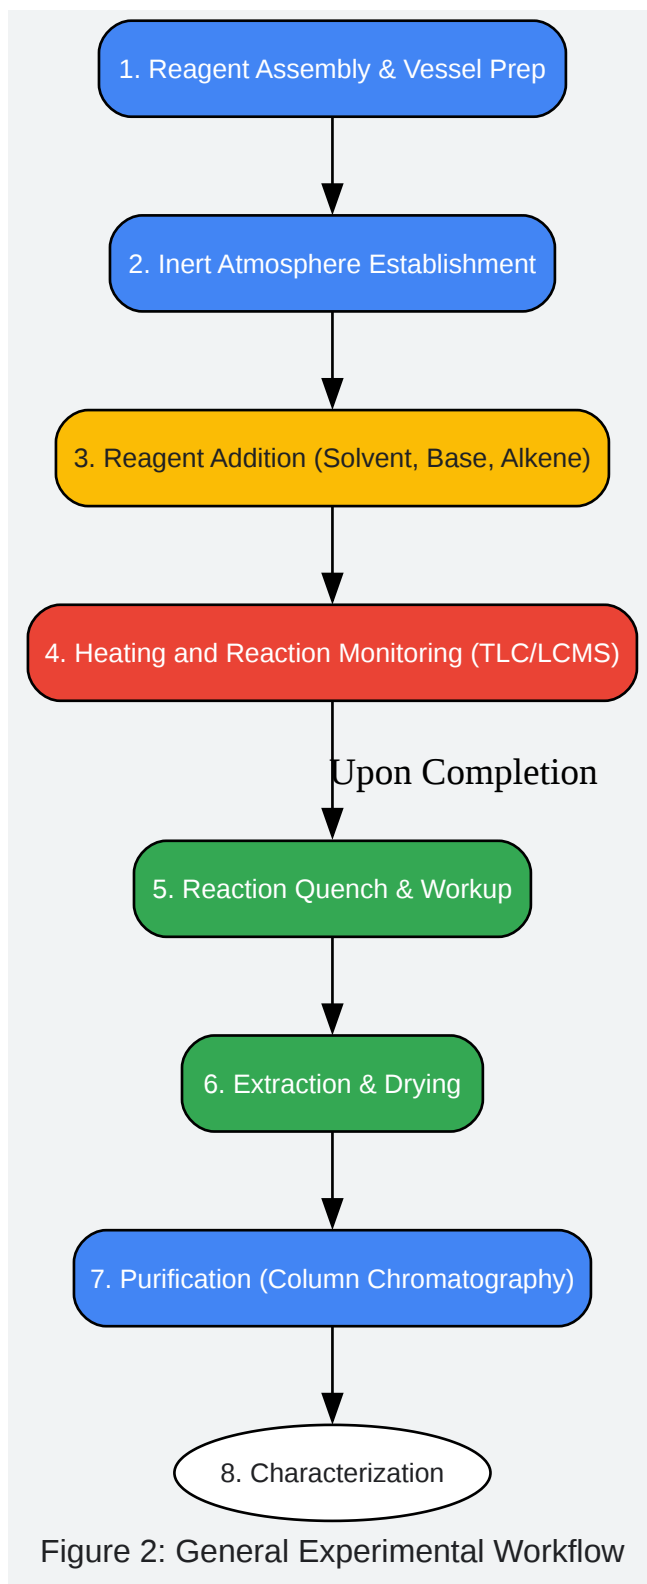 1. Reagent Assembly & Vessel Prep
2. Inert Atmosphere Establishment
3. Reagent Addition (Solvent, Base, Alkene)
4. Heating and Reaction Monitoring (TLC/LCMS)
Upon Completion
5. Reaction Quench & Workup
6. Extraction & Drying
7. Purification (Column Chromatography)
8. Characterization
Figure 2: General Experimental Workflow